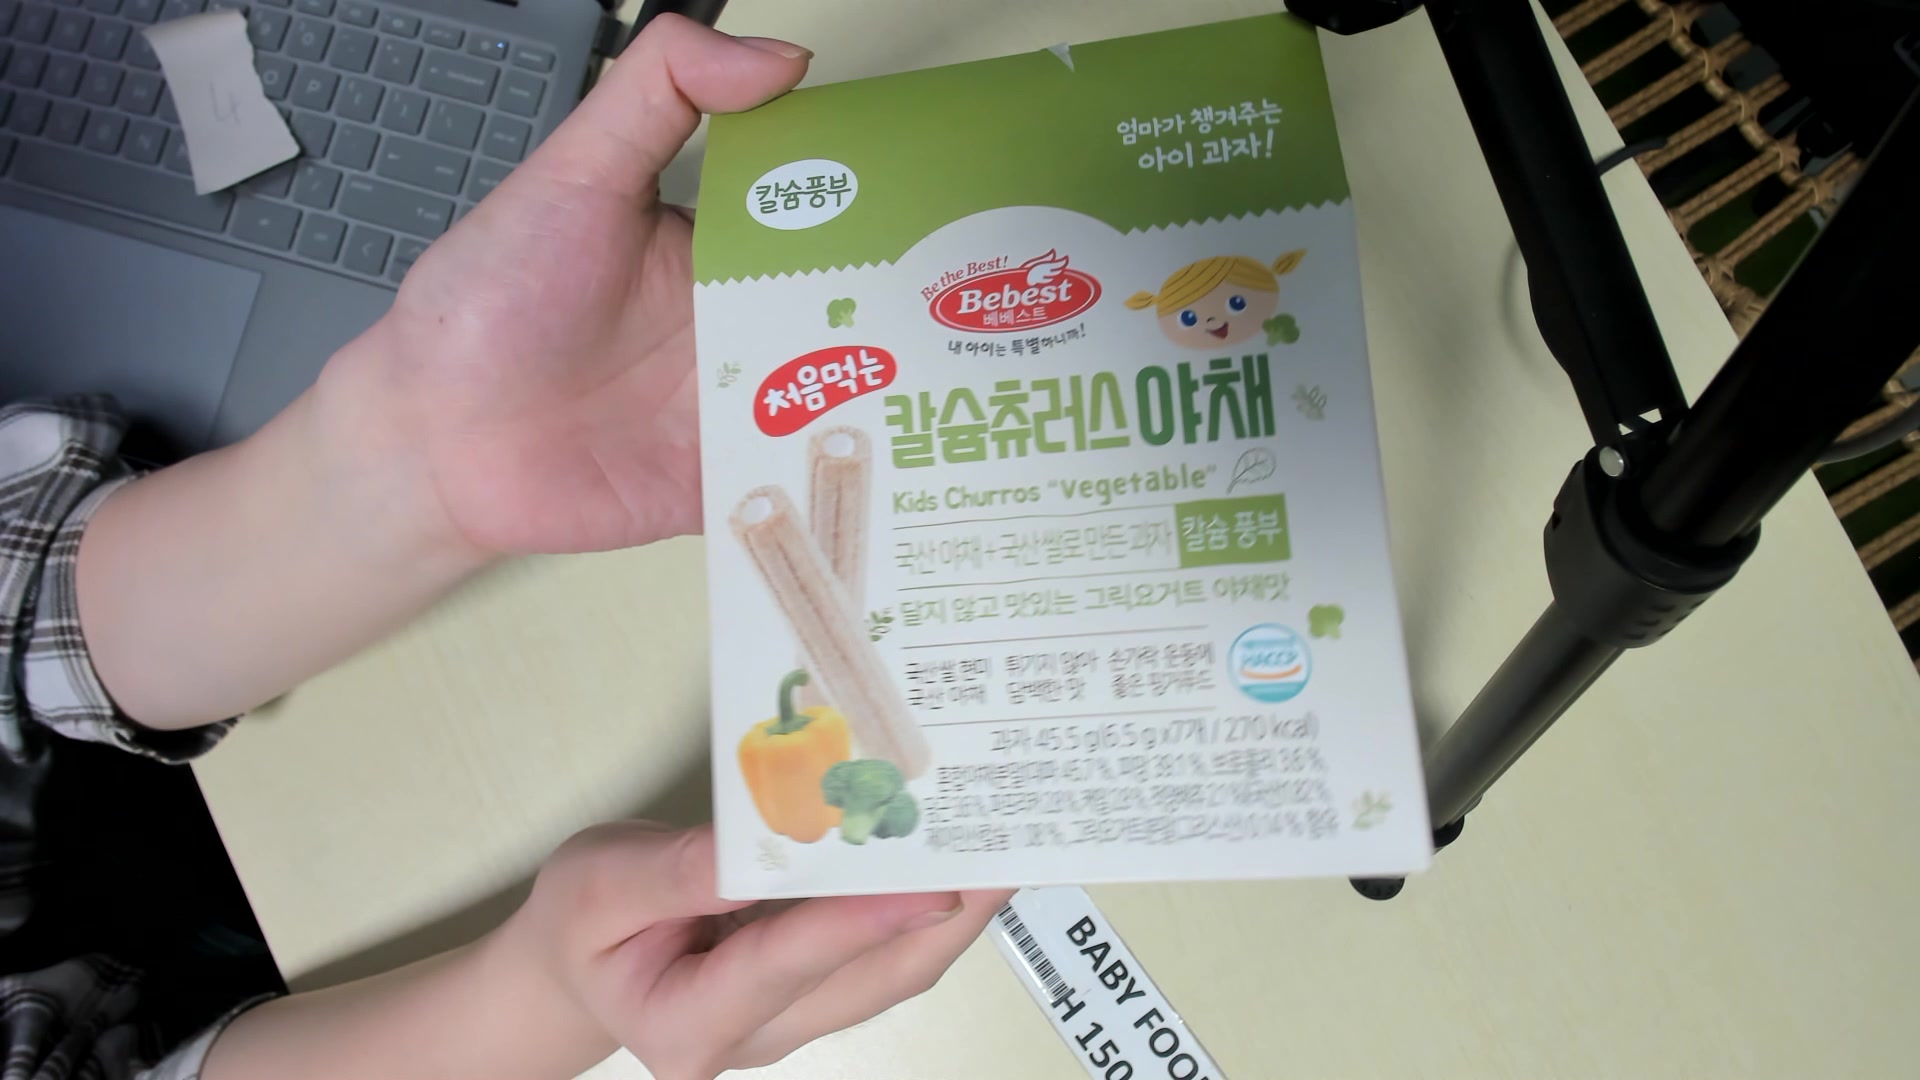 4
엄마가 챙겨주는
아이 과자!
칼슘풍부
Be the Best!
Bebest
베베스트
내 아이는 특별하니까!
처음먹는
칼슘츄러스 야채
Kids Churros "Vegetable"
국산 야채+국산 쌀로 만든 과자 칼슘 풍부
달지 않고 맛있는 그릭요거트 야채맛
국산쌀 현미 튀기지 않아 손가락 운동에
국산 야채 담백한 맛 좋은 핑거푸드
HACCP
과자 45.5 g(6.5 g x7개 / 270 kcal)
BABY FOO
H 150